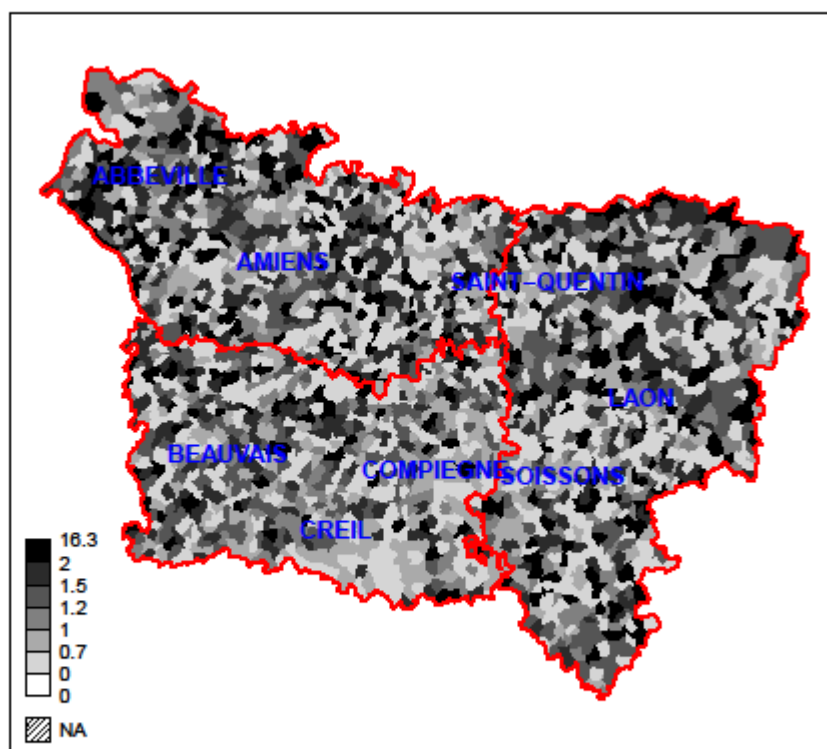 ABBEVILLE
AMIENS
SAINT−QUENTIN
LAON
BEAUVAIS
COMPIEGNE
SOISSONS
CREIL
16.3
2
1.5
1.2
1
0.7
0
0
NA